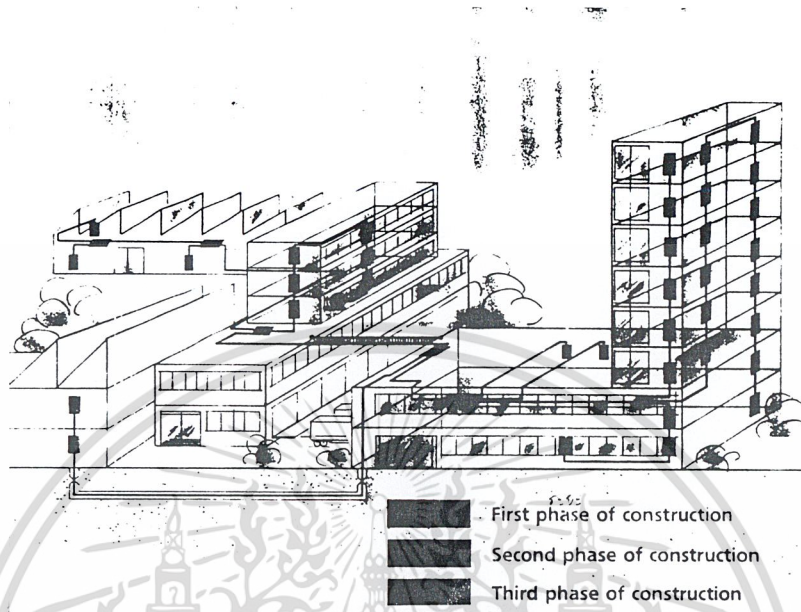 First phase of construction
Second phase of construction
Third phase of construction